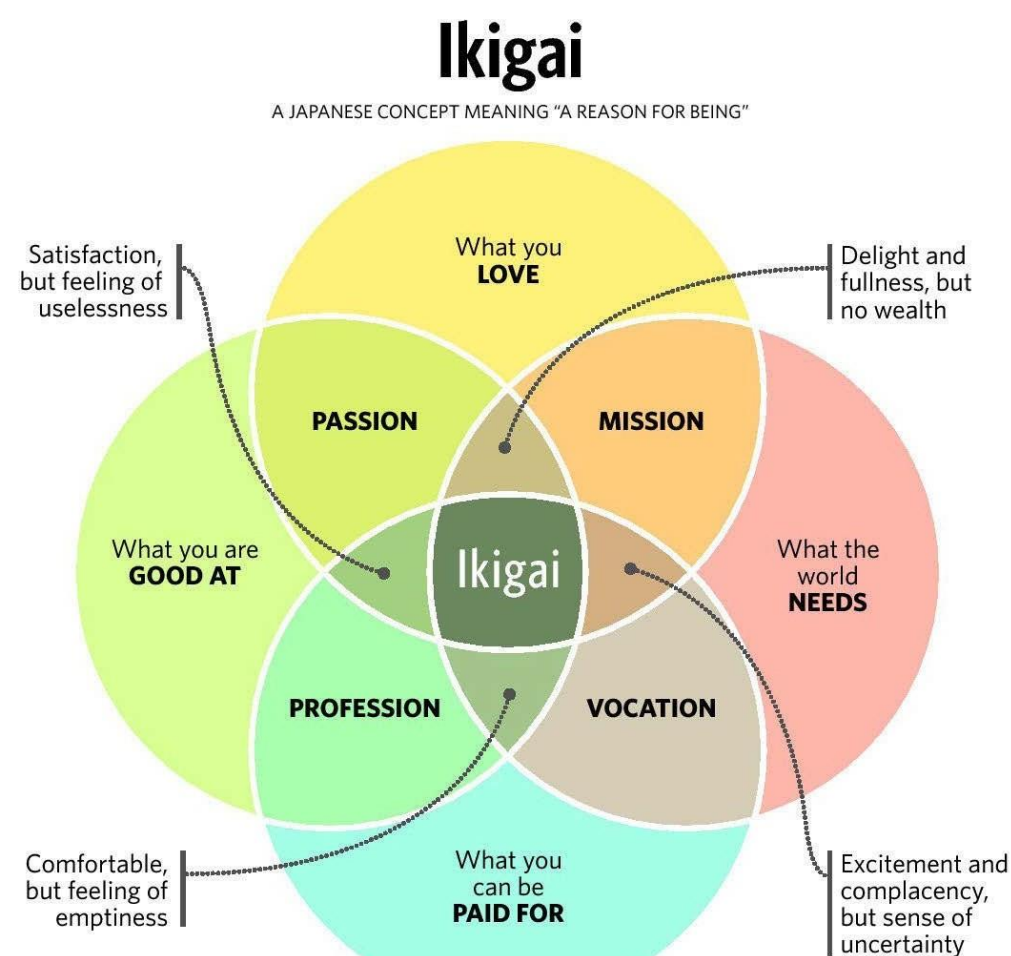 Ikigai
A JAPANESE CONCEPT MEANING “A REASON FOR BEING”
Satisfaction,
but feeling of
uselessness
What you
LOVE
Delight and
fullness, but
no wealth
PASSION
MISSION
What you are
GOOD AT
Ikigai
What the
world
NEEDS
PROFESSION
VOCATION
Comfortable,
but feeling of
emptiness
What you
can be
PAID FOR
Excitement and
complacency,
but sense of
uncertainty